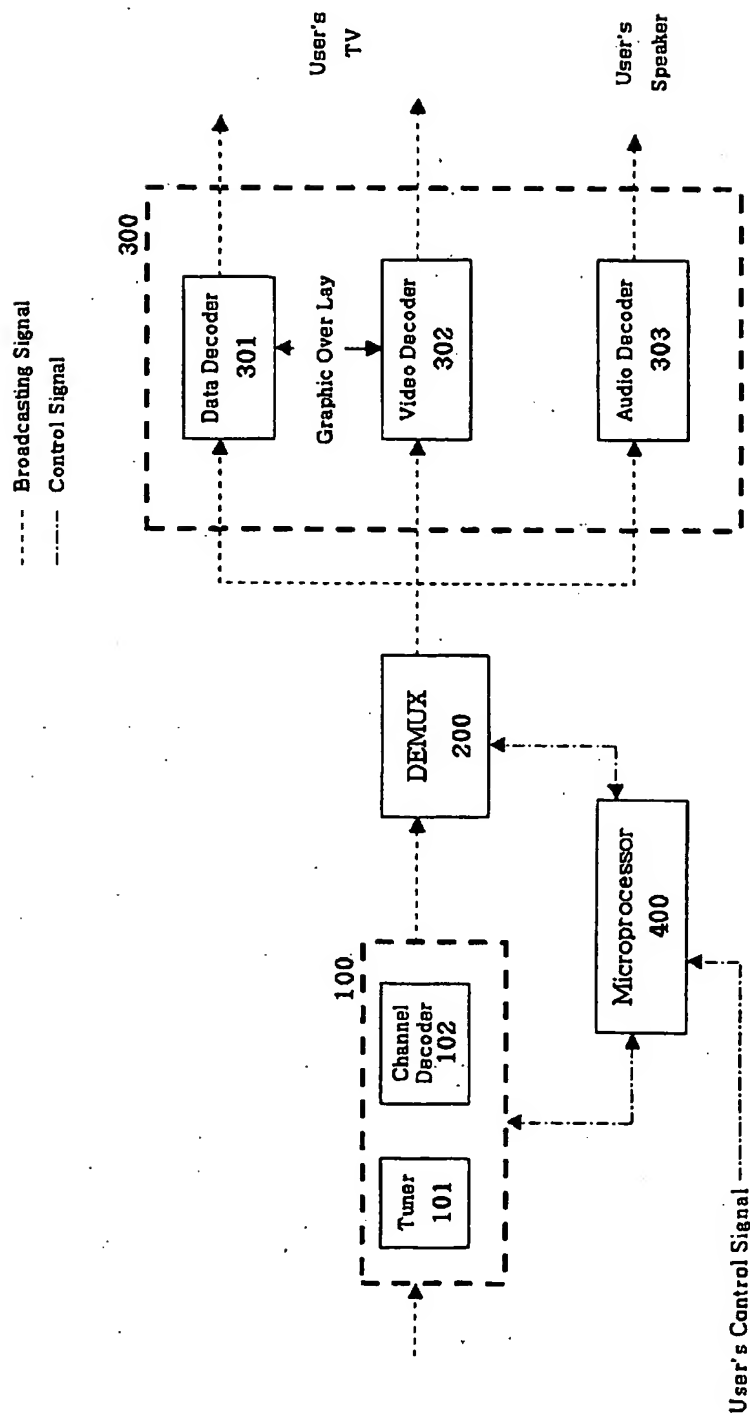 Broadcasting Signal
Control Signal
300
Data Decoder
301
Graphic Over Lay
Video Decoder
302
Audio Decoder
303
User's
TV
User's
Speaker
DEMUX
200
100
Tuner
101
Channel
Decoder
102
Microprocessor
400
User's Control Signal